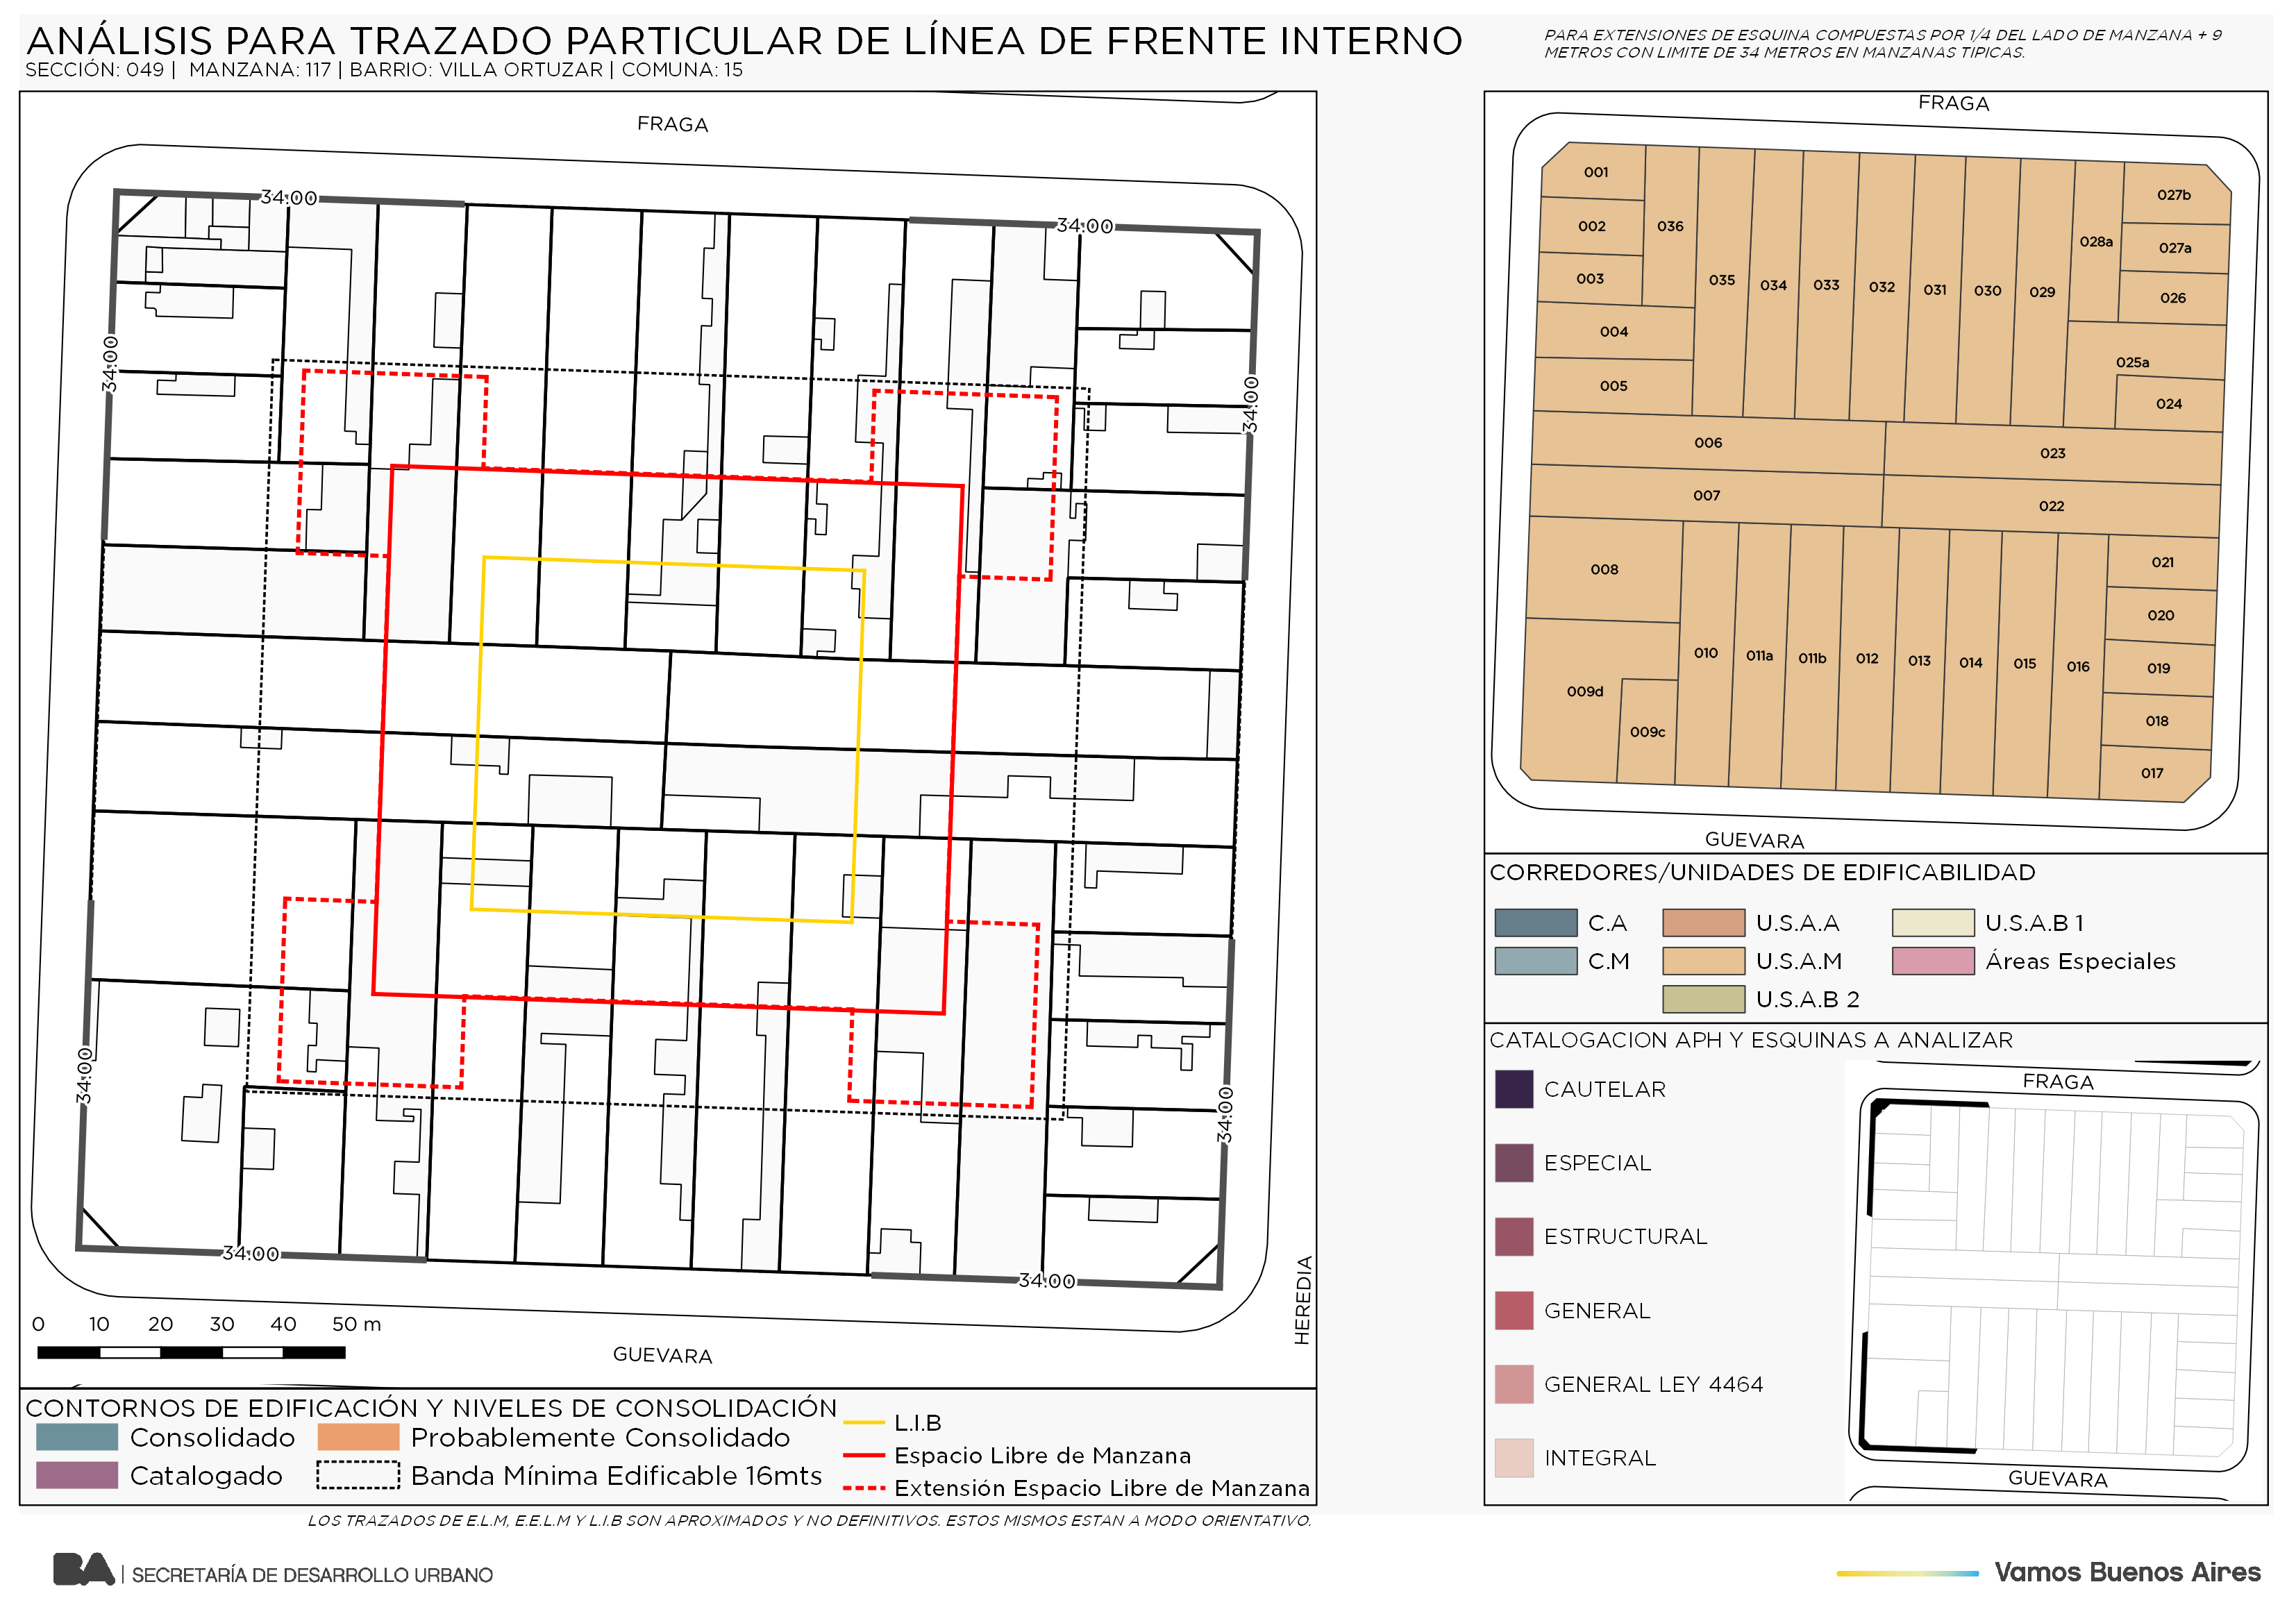 ANÁLISIS PARA TRAZADO PARTICULAR DE LÍNEA DE FRENTE INTERNO
SECCIÓN: 049 | MANZANA: 117 | BARRIO: VILLA ORTUZAR | COMUNA: 15
PARA EXTENSIONES DE ESQUINA COMPUESTAS POR 1/4 DEL LADO DE MANZANA + 9
METROS CON LIMITE DE 34 METROS EN MANZANAS TIPICAS.
FRAGA
34:00
34:00
34:00
34:00
34:00
34:00
34:00
34:00
HEREDIA
0 10 20 30 40 50 m
GUEVARA
CONTORNOS DE EDIFICACIÓN Y NIVELES DE CONSOLIDACIÓN
Consolidado
Probablemente Consolidado
Catalogado
Banda Mínima Edificable 16mts
L.I.B
Espacio Libre de Manzana
Extensión Espacio Libre de Manzana
LOS TRAZADOS DE E.L.M, E.E.L.M Y L.I.B SON APROXIMADOS Y NO DEFINITIVOS. ESTOS MISMOS ESTAN A MODO ORIENTATIVO.
FRAGA
001
027b
002
036
028a
027a
003
035
034
033
032
031
030
029
026
004
025a
005
024
006
023
007
022
008
021
020
010
011a
011b
012
013
014
015
016
019
009d
018
009c
017
GUEVARA
CORREDORES/UNIDADES DE EDIFICABILIDAD
C.A
U.S.A.A
U.S.A.B 1
C.M
U.S.A.M
Áreas Especiales
U.S.A.B 2
CATALOGACION APH Y ESQUINAS A ANALIZAR
CAUTELAR
ESPECIAL
ESTRUCTURAL
GENERAL
GENERAL LEY 4464
INTEGRAL
FRAGA
GUEVARA
BA | SECRETARÍA DE DESARROLLO URBANO
Vamos Buenos Aires